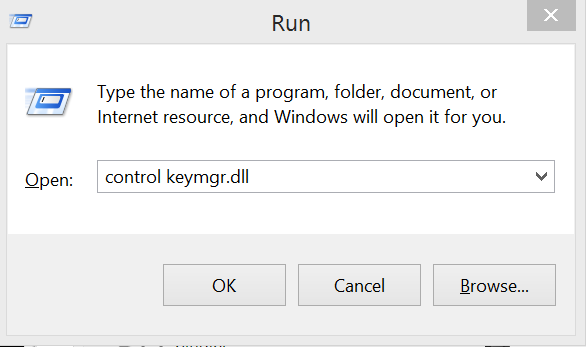 Run
Type the name of a program, folder, document, or
Internet resource, and Windows will open it for you.
Open: control keymgr.dll
OK Cancel Browse...